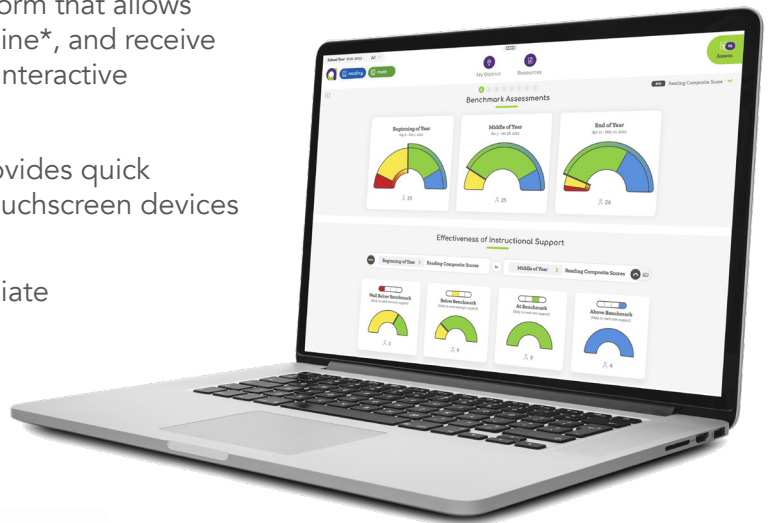 orm that allows
ine*, and receive
interactive
ovides quick
ouchscreen devices
iate
School Year
AC
reading
math
My District
Resources
Assess
Reading Composite Score
Benchmark Assessments
Beginning of Year
Middle of Year
End of Year
25
25
26
Effectiveness of Instructional Support
Beginning of Year
Reading Composite Scores
to
Middle of Year
Reading Composite Scores
Well Below Benchmark
Below Benchmark
At Benchmark
Above Benchmark
3
9
9
4